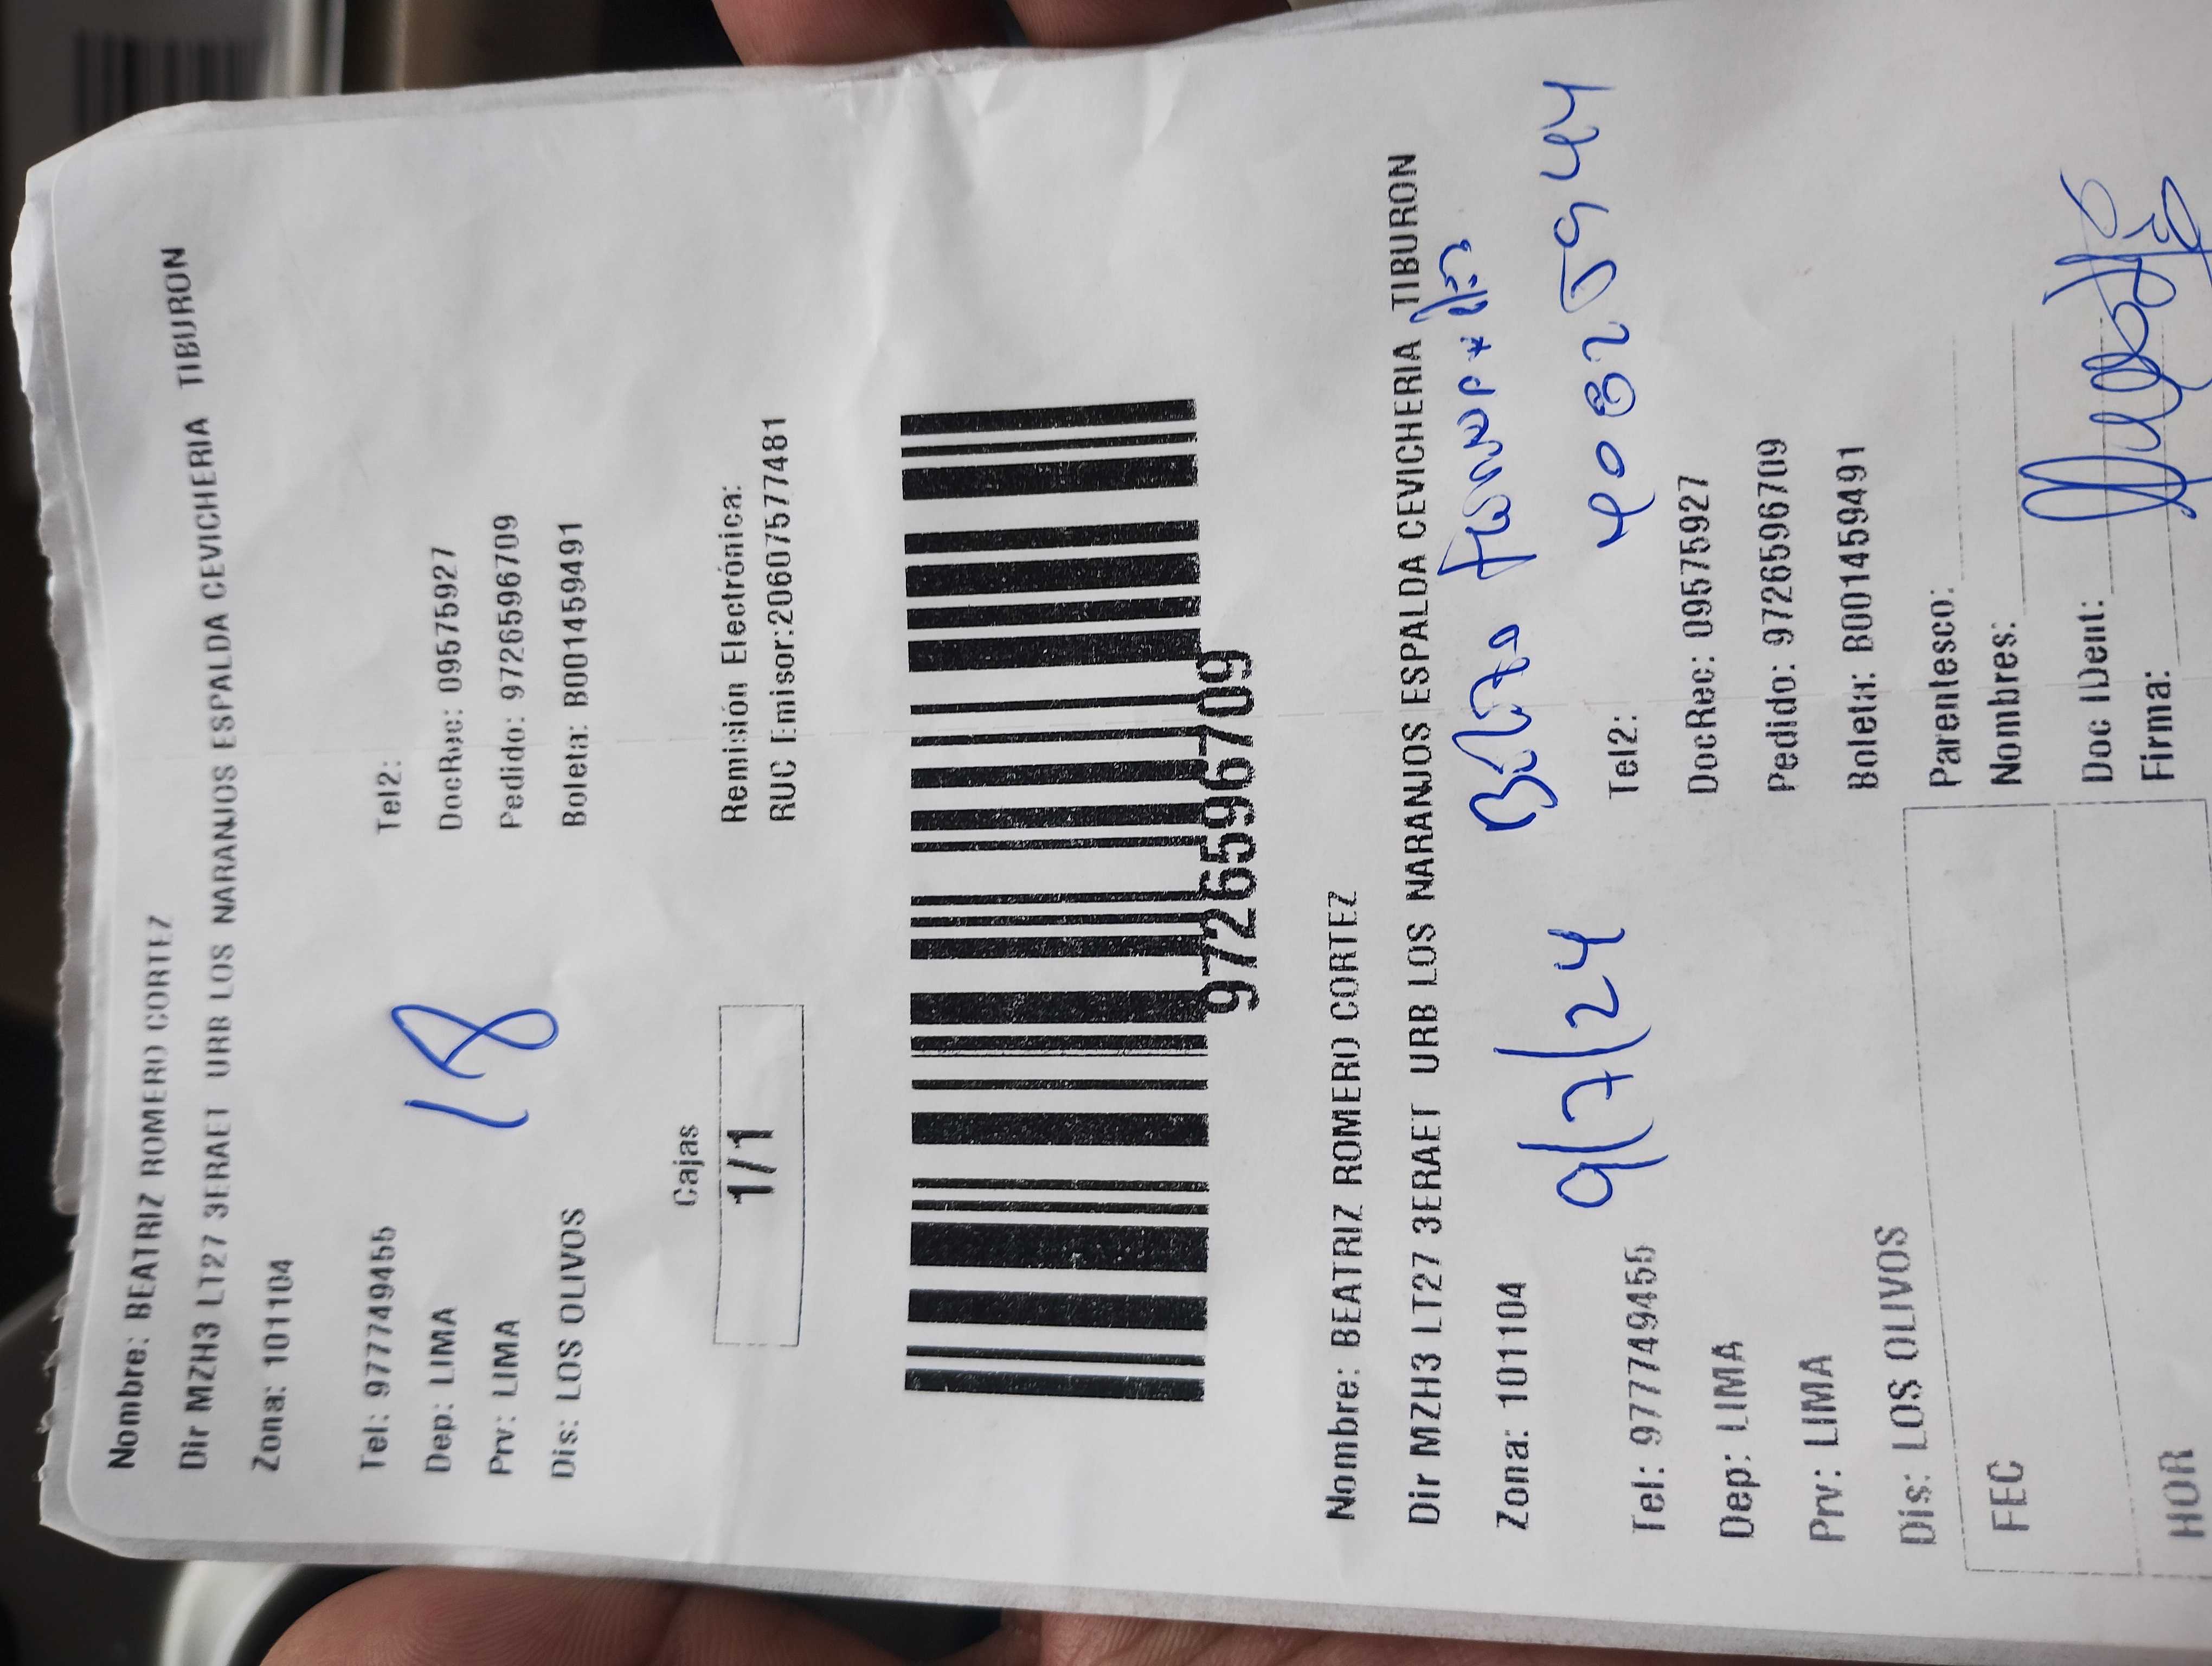 Nombre: BEATRIZ ROMERO CORTEZ
Dir MZH3 LT27 3ERAET URB LOS NARANJOS ESPALDA CEVICHERIA TIBURON
Zona: 101104
Tel: 977749455 Tel2:
Dep: LIMA DocRec: 09575927
Prv: LIMA Pedido: 97265596709
Dis: LOS OLIVOS Boleta: B001459491
18
Cajas
1/1
Remisión Electrónica:
RUC Emisor:20607577481
97265596709
Nombre: BEATRIZ ROMERO CORTEZ
Dir MZH3 LT27 3ERAET URB LOS NARANJOS ESPALDA CEVICHERIA TIBURON
Zona: 101104
9/7/24 40825944
Tel: 977749455 Tel2:
Dep: LIMA DocRec: 09575927
Prv: LIMA Pedido: 97265596709
Dis: LOS OLIVOS Boleta: B001459491
FEC
HOR
Parentesco:
Nombres:
Doc IDent:
Firma: